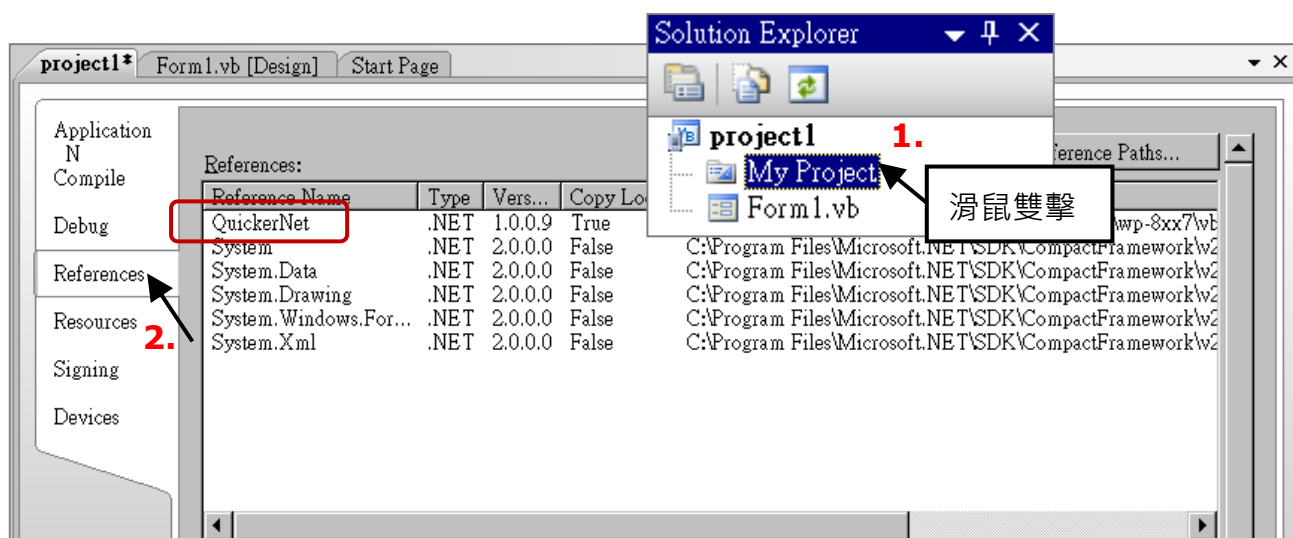 Solution Explorer
project1* Form1.vb [Design] Start Page
project1
1.
My Project
Form1.vb
滑鼠雙擊
Application
N
Compile
Debug
References
2.
Resources
Signing
Devices
References:
erence Paths...
Reference Name Type Vers... Copy Lo
QuickerNet .NET 1.0.0.9 True \wp-8xx7\vb
System .NET 2.0.0.0 False C:\Program Files\Microsoft.NET\SDK\CompactFramework\v2
System.Data .NET 2.0.0.0 False C:\Program Files\Microsoft.NET\SDK\CompactFramework\v2
System.Drawing .NET 2.0.0.0 False C:\Program Files\Microsoft.NET\SDK\CompactFramework\v2
System.Windows.For... .NET 2.0.0.0 False C:\Program Files\Microsoft.NET\SDK\CompactFramework\v2
System.Xml .NET 2.0.0.0 False C:\Program Files\Microsoft.NET\SDK\CompactFramework\v2